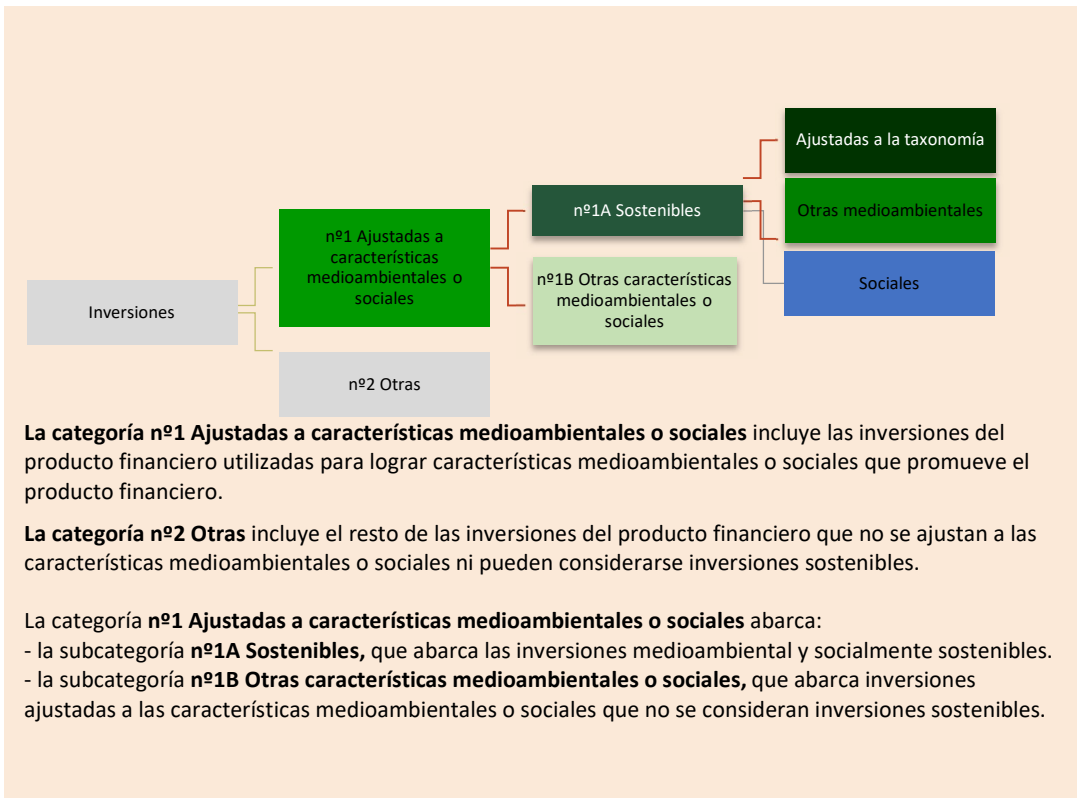 Ajustadas a la taxonomía
nº1A Sostenibles
Otras medioambientales
nº1 Ajustadas a
características
medioambientales o
sociales
nº1B Otras características
medioambientales o
sociales
Sociales
Inversiones
nº2 Otras
La categoría nº1 Ajustadas a características medioambientales o sociales incluye las inversiones del
producto financiero utilizadas para lograr características medioambientales o sociales que promueve el
producto financiero.
La categoría nº2 Otras incluye el resto de las inversiones del producto financiero que no se ajustan a las
características medioambientales o sociales ni pueden considerarse inversiones sostenibles.
La categoría nº1 Ajustadas a características medioambientales o sociales abarca:
- la subcategoría nº1A Sostenibles, que abarca las inversiones medioambiental y socialmente sostenibles.
- la subcategoría nº1B Otras características medioambientales o sociales, que abarca inversiones
ajustadas a las características medioambientales o sociales que no se consideran inversiones sostenibles.